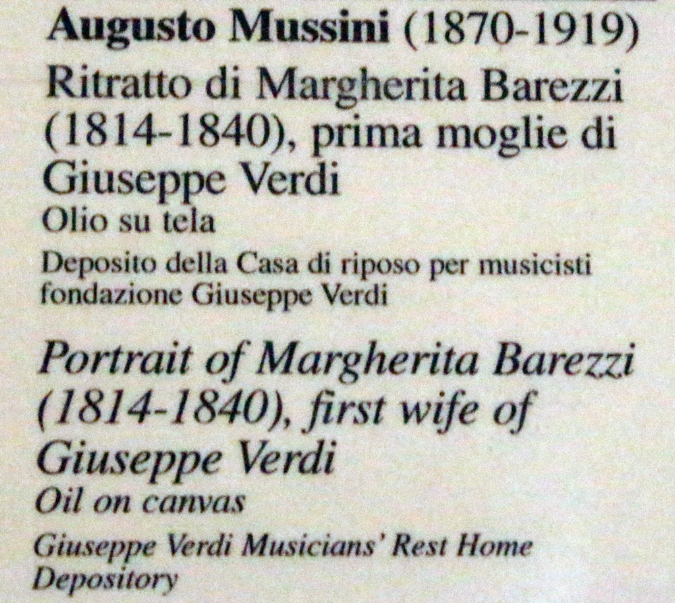 Augusto Mussini (1870-1919)
Ritratto di Margherita Barezzi
(1814-1840), prima moglie di
Giuseppe Verdi
Olio su tela
Deposito della Casa di riposo per musicisti
fondazione Giuseppe Verdi
Portrait of Margherita Barezzi
(1814-1840), first wife of
Giuseppe Verdi
Oil on canvas
Giuseppe Verdi Musicians' Rest Home
Depository